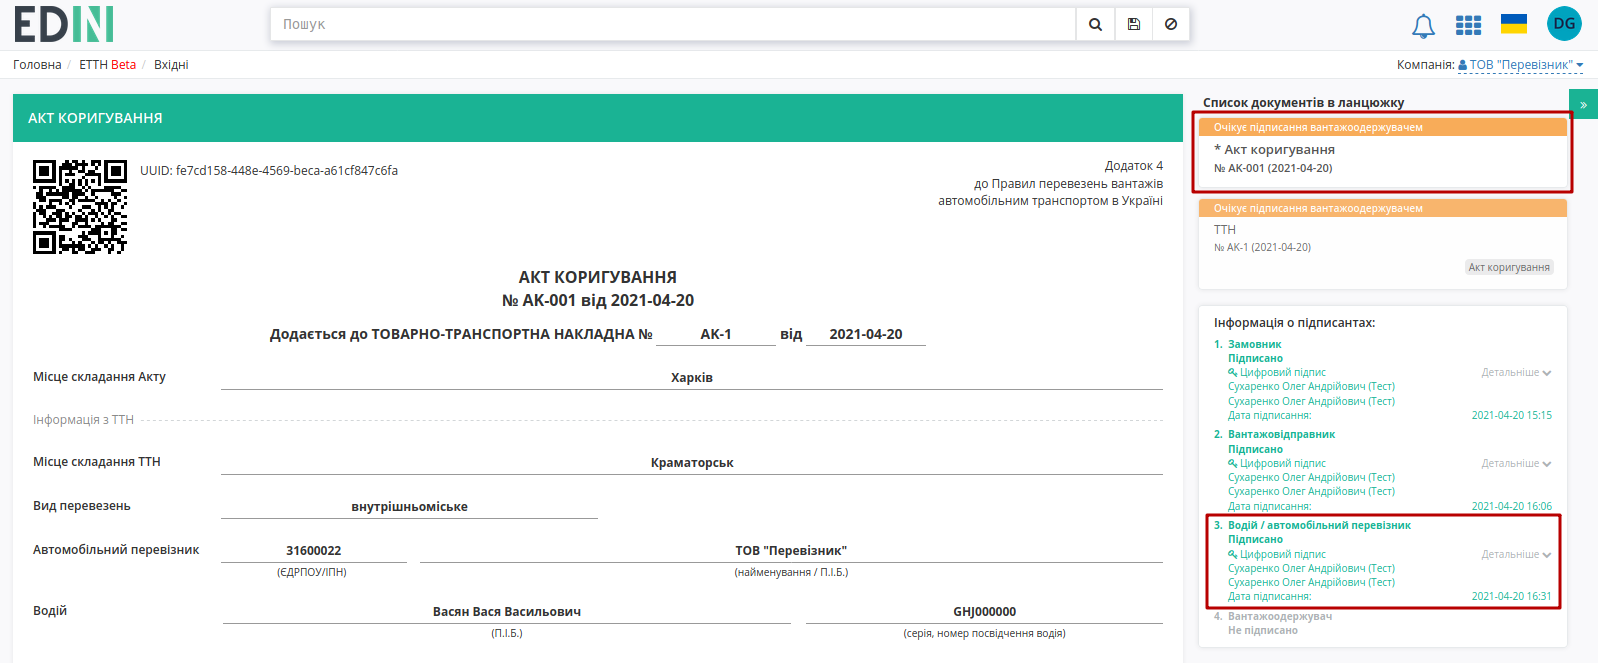 EDIN
Пошук
DG
Головна / ЕТТН Beta / Вхідні
Компанія: ТОВ "Перевізник"
АКТ КОРИГУВАННЯ
UUID: fe7cd158-448e-4569-beca-a61cf847c6fa
Додаток 4
до Правил перевезень вантажів
автомобільним транспортом в Україні
АКТ КОРИГУВАННЯ
№ АК-001 від 2021-04-20
Додається до ТОВАРНО-ТРАНСПОРТНА НАКЛАДНА № АК-1 від 2021-04-20
Місце складання Акту Харків
Інформація з ТТН
Місце складання ТТН Краматорськ
Вид перевезень внутрішньоміське
Автомобільний перевізник 31600022 ТОВ "Перевізник"
(ЄДРПОУ/ІПН) (найменування / П.І.Б.)
Водій Васян Вася Васильович GHJ000000
(П.І.Б.) (серія, номер посвідчення водія)
Список документів в ланцюжку »
Очікує підписання вантажоодержувачем
* Акт коригування
№ АК-001 (2021-04-20)
Очікує підписання вантажоодержувачем
ТТН
№ АК-1 (2021-04-20)
Акт коригування
Інформація о підписантах:
1. Замовник
Підписано
Цифровий підпис Детальніше
Сухаренко Олег Андрійович (Тест)
Сухаренко Олег Андрійович (Тест)
Дата підписання: 2021-04-20 15:15
2. Вантажовідправник
Підписано
Цифровий підпис Детальніше
Сухаренко Олег Андрійович (Тест)
Сухаренко Олег Андрійович (Тест)
Дата підписання: 2021-04-20 16:06
3. Водій / автомобільний перевізник
Підписано
Цифровий підпис Детальніше
Сухаренко Олег Андрійович (Тест)
Сухаренко Олег Андрійович (Тест)
Дата підписання: 2021-04-20 16:31
4. Вантажоодержувач
Не підписано